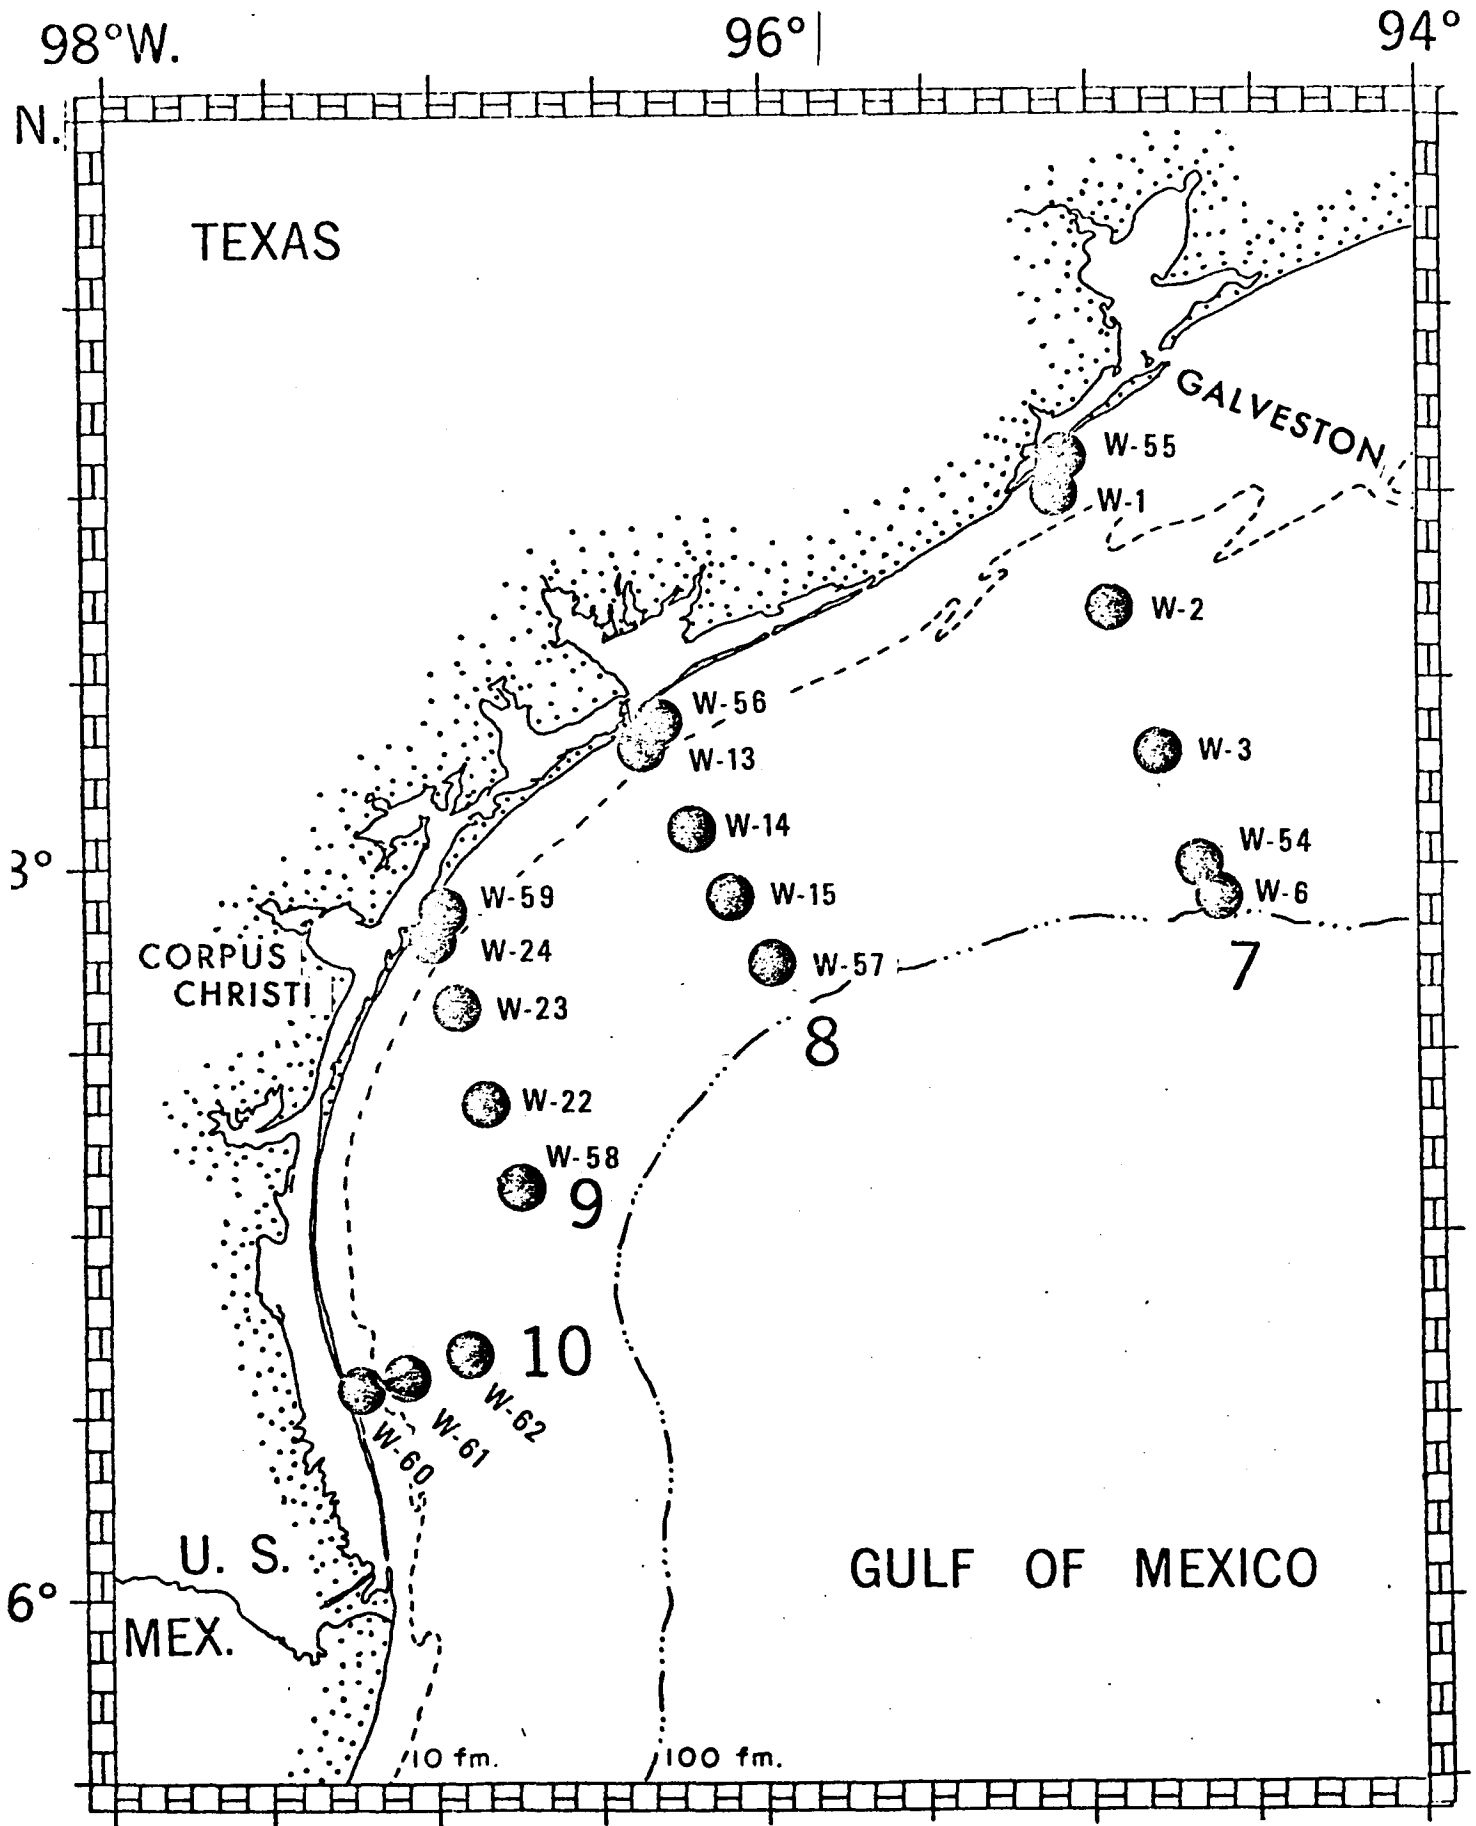 98°W.
96°
94°
N.
TEXAS
GALVESTON
W-55
W-1
W-2
W-56
W-3
W-13
W-14
W-54
3°
W-15
W-6
W-59
W-24
CORPUS
CHRISTI
W-57
7
W-23
8
W-22
W-58
9
10
W-62
W-61
W-60
U. S.
GULF OF MEXICO
6°
MEX.
10 fm.
100 fm.